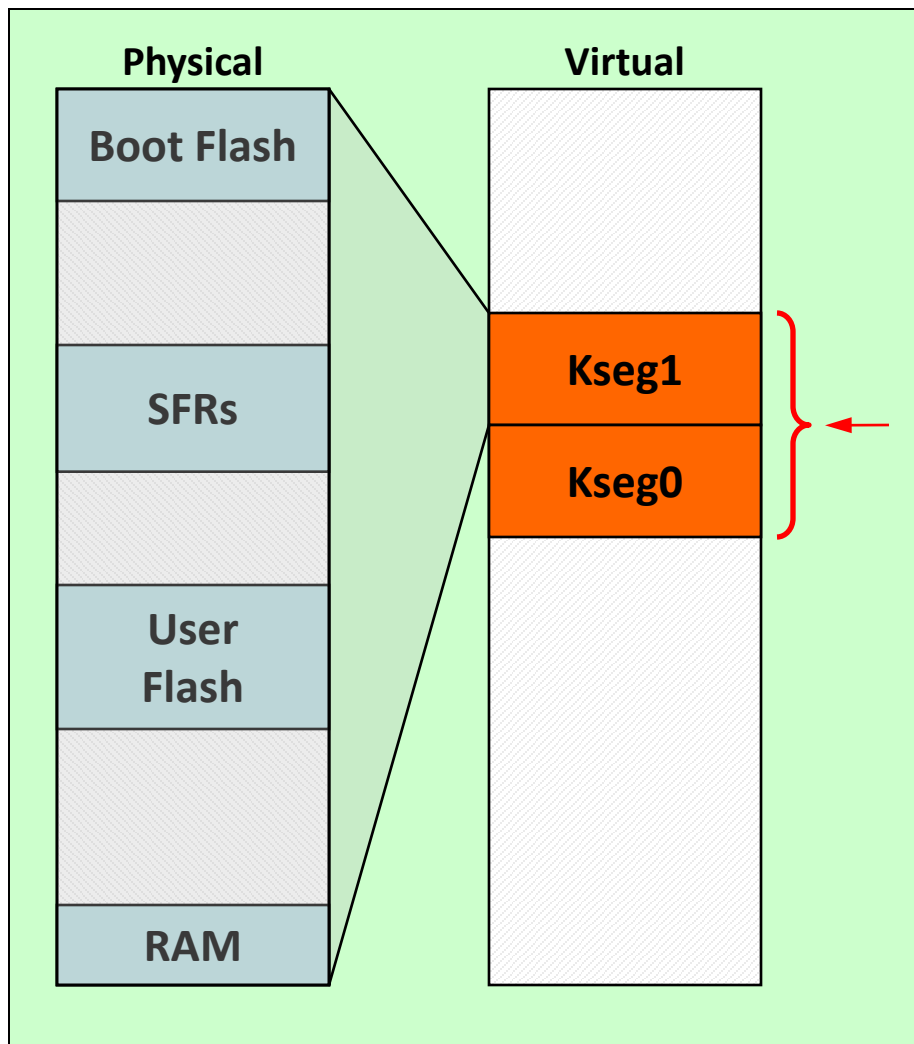 Physical
Virtual
Boot Flash
SFRs
User
Flash
RAM
Kseg1
Kseg0